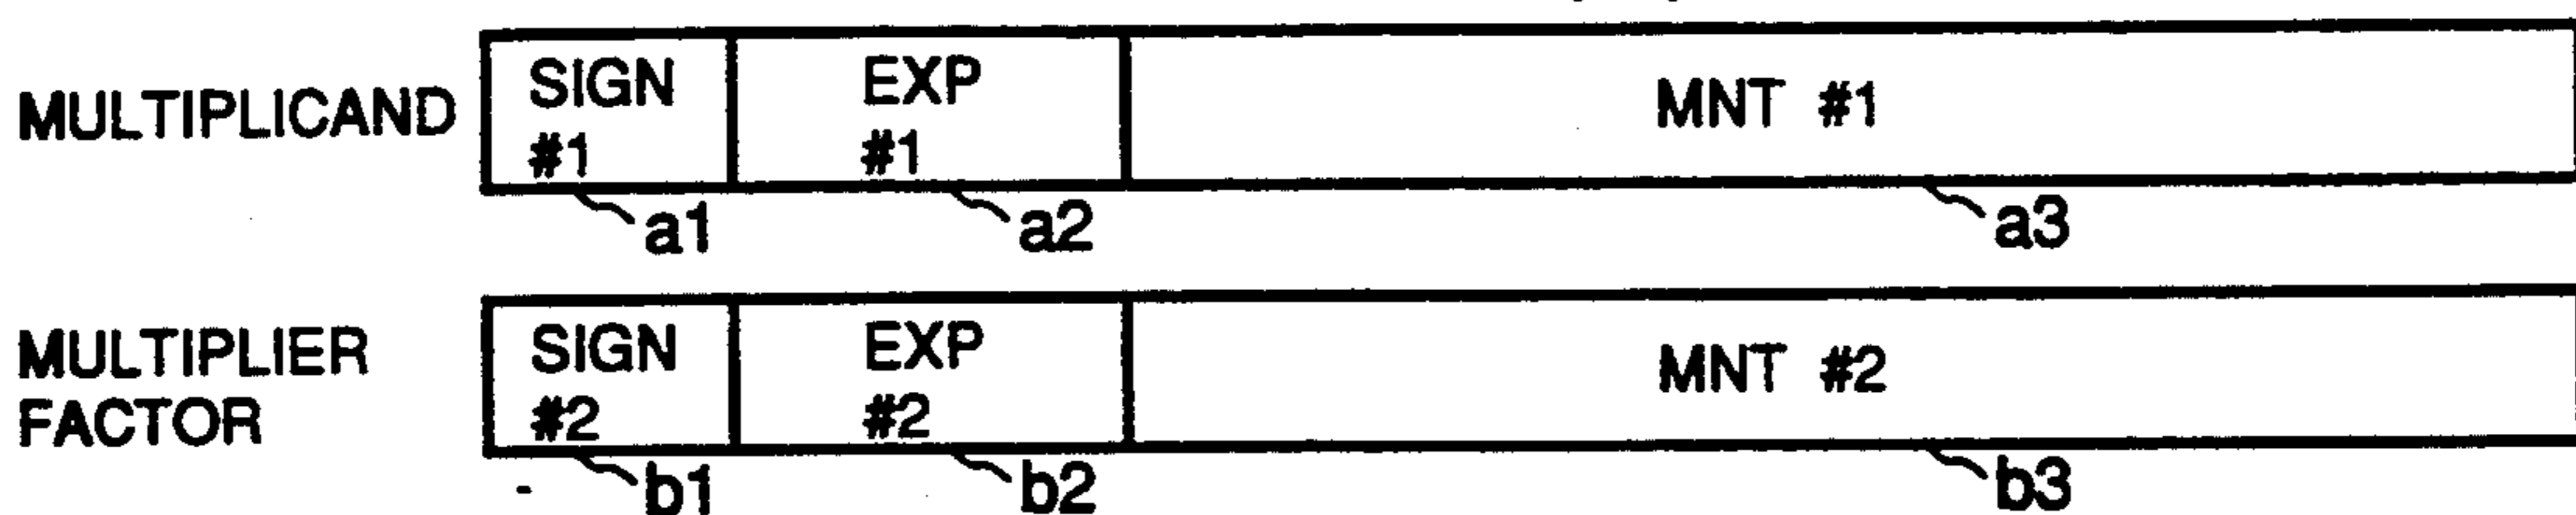 MULTIPLICAND
SIGN
#1
EXP
#1
MNT #1
a1
a2
a3
MULTIPLIER
FACTOR
SIGN
#2
EXP
#2
MNT #2
b1
b2
b3